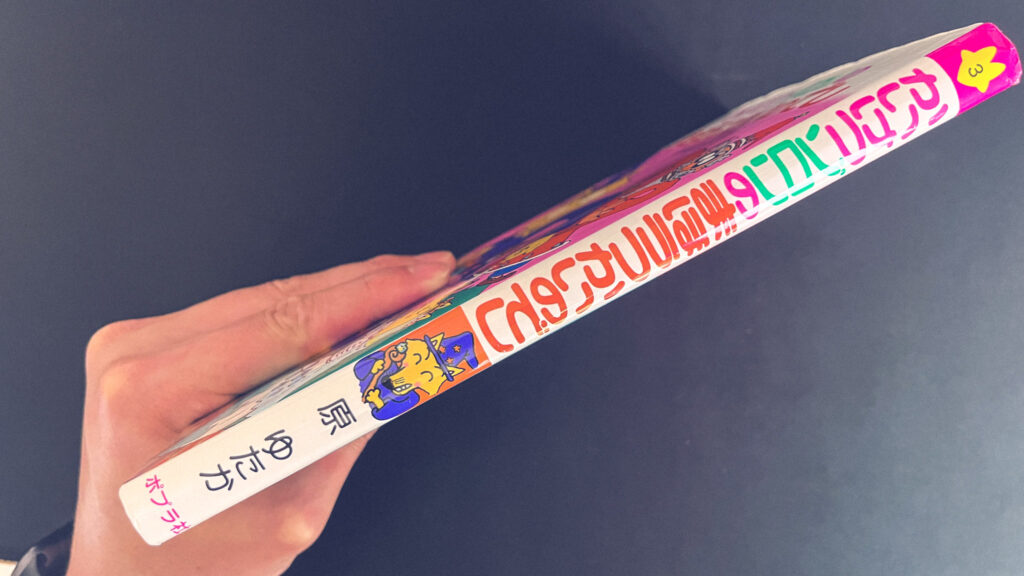 3
かいけつゾロリの
まほうつかいのでし
原 ゆたか
ポプラ社